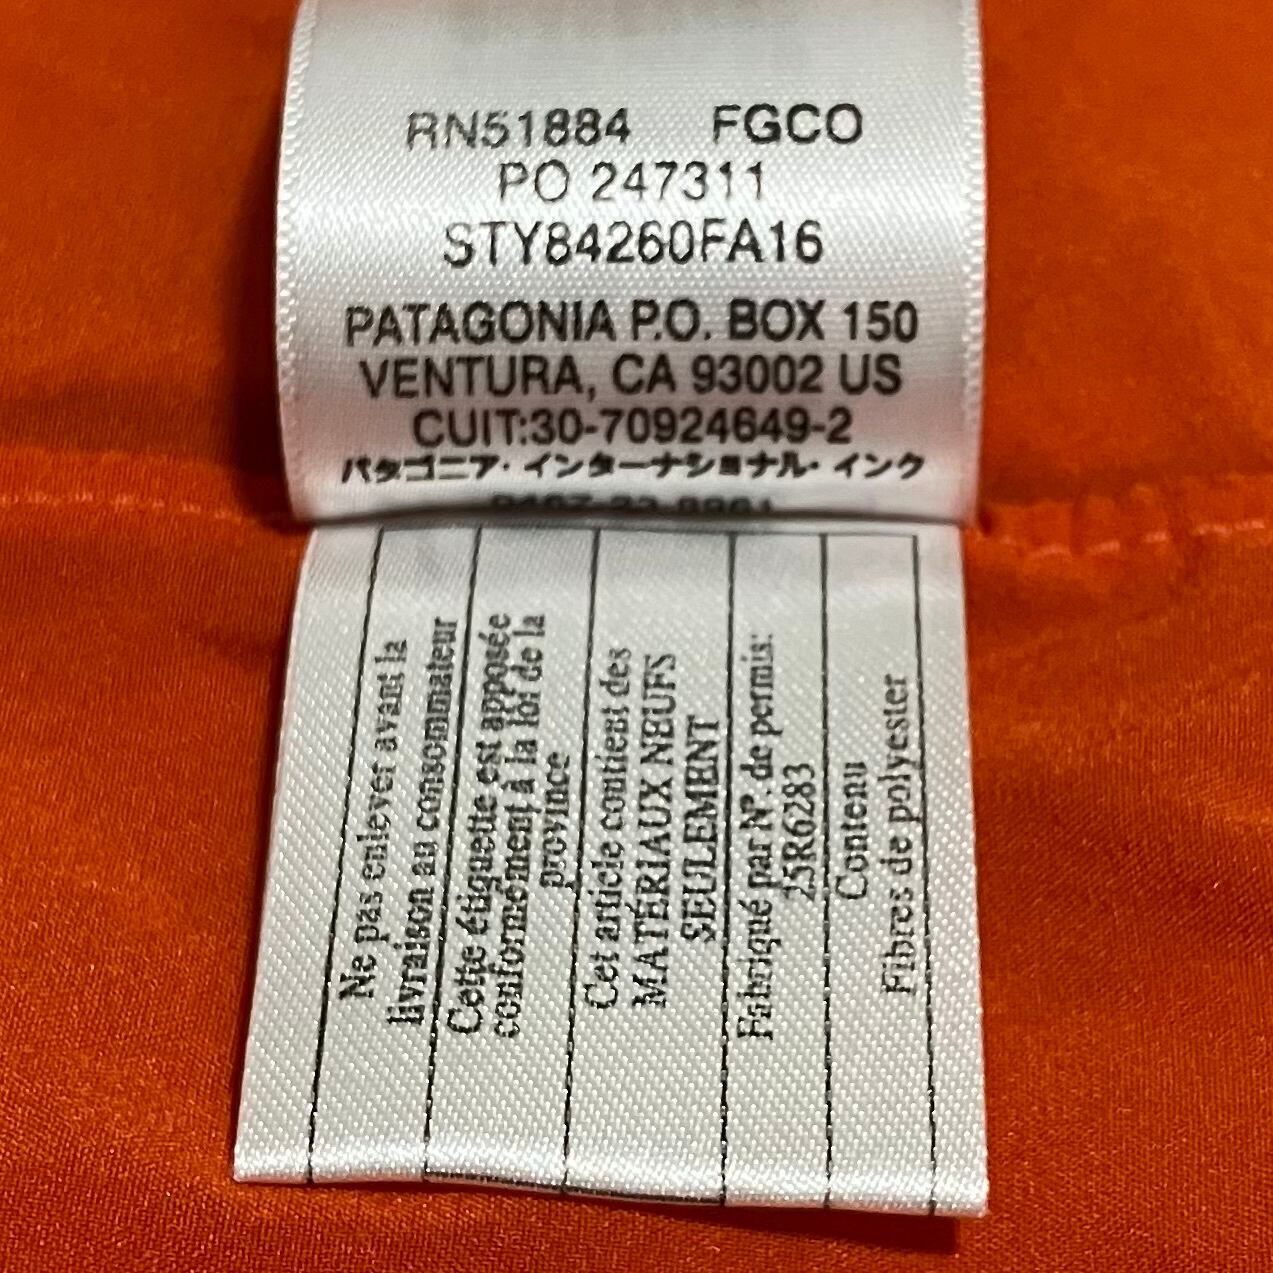 RN51884 FGCO
PO 247311
STY84260FA16
PATAGONIA P.O. BOX 150
VENTURA, CA 93002 US
CUIT:30-70924649-2
パタゴニア・インターナショナル・インク
Ne pas enlever avant la
livraison au consommateur
Cette étiquette est apposée
conformément à la loi de la
province
Cet article contient des
MATÉRIAUX NEUFS
SEULEMENT
Fabriqué par Nº. de permis:
25R6283
Contenu
Fibres de polyester